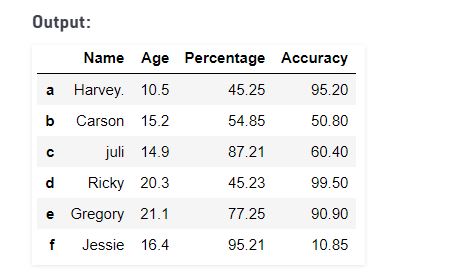 Output:
Name Age Percentage Accuracy
a Harvey. 10.5 45.25 95.20
b Carson 15.2 54.85 50.80
c juli 14.9 87.21 60.40
d Ricky 20.3 45.23 99.50
e Gregory 21.1 77.25 90.90
f Jessie 16.4 95.21 10.85